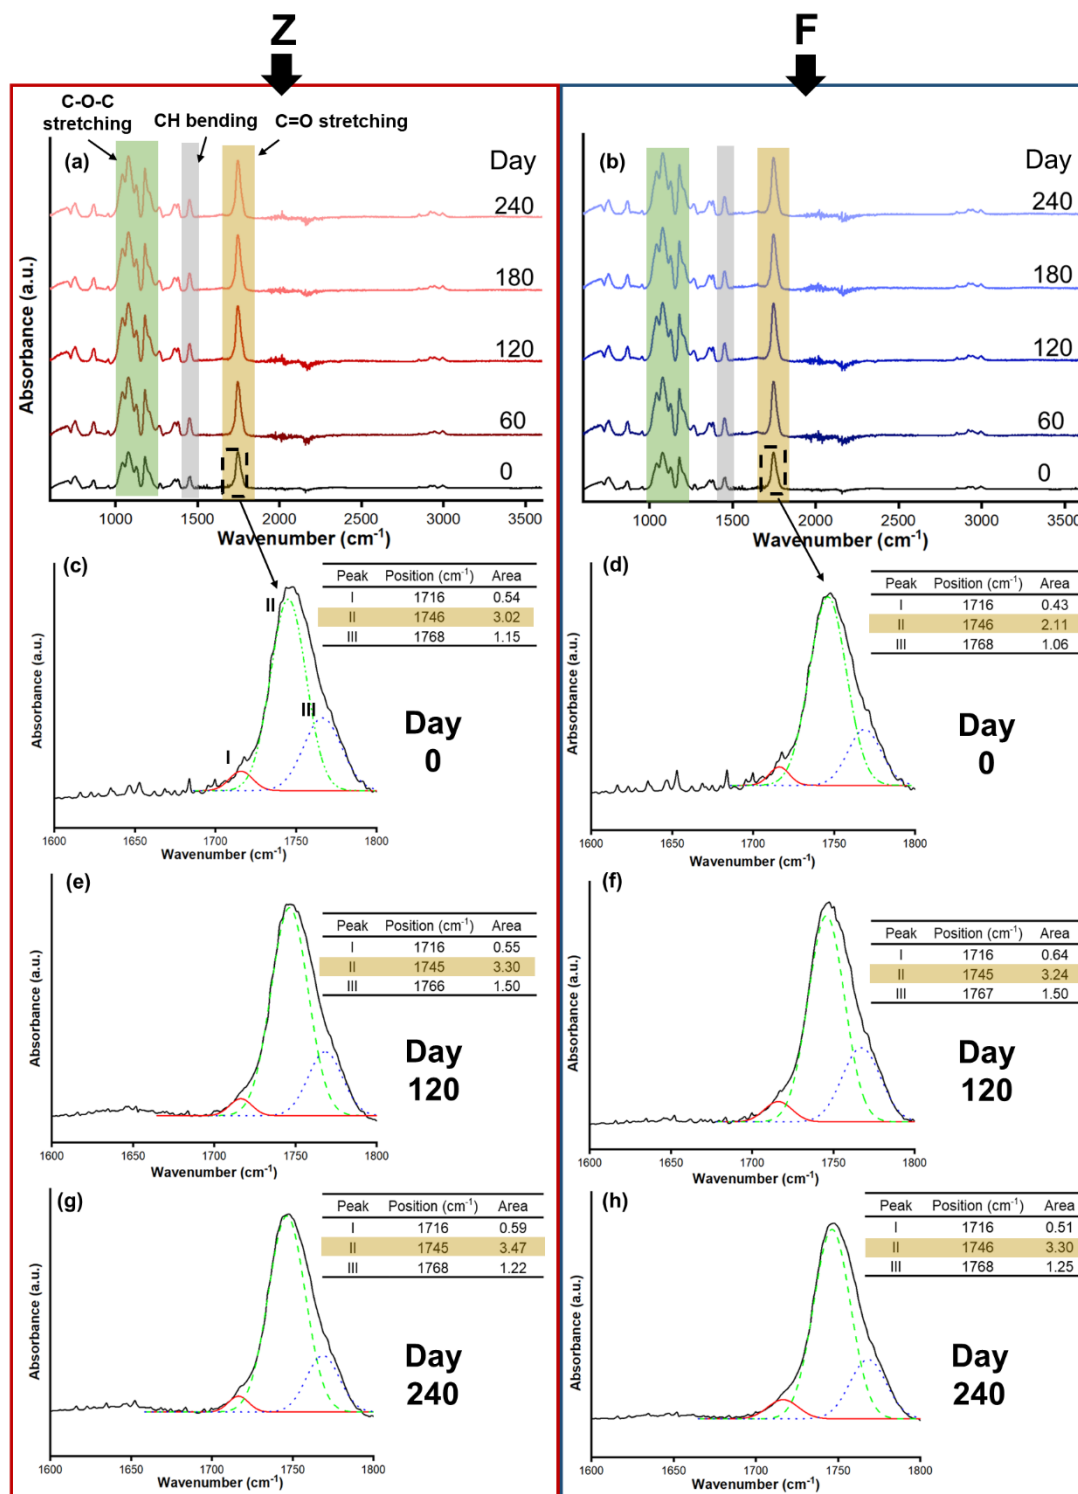 Z
F
C-O-C
stretching
CH bending
C=O stretching
(a)
Day
240
180
120
60
0
Absorbance (a.u.)
1000 1500 2000 2500 3000 3500
Wavenumber (cm-1)
(b)
Day
240
180
120
60
0
1000 1500 2000 2500 3000 3500
Wavenumber (cm-1)
(c)
Peak Position (cm-1) Area
I 1716 0.54
II 1746 3.02
III 1768 1.15
II
III
I
Day
0
Absorbance (a.u.)
1600 1650 1700 1750 1800
Wavenumber (cm-1)
(d)
Peak Position (cm-1) Area
I 1716 0.43
II 1746 2.11
III 1768 1.06
Day
0
Arbsorbance (a.u.)
1600 1650 1700 1750 1800
Wavenumber (cm-1)
(e)
Peak Position (cm-1) Area
I 1716 0.55
II 1745 3.30
III 1766 1.50
Day
120
Absorbance (a.u.)
1600 1650 1700 1750 1800
Wavenumber (cm-1)
(f)
Peak Position (cm-1) Area
I 1716 0.64
II 1745 3.24
III 1767 1.50
Day
120
Absorbance (a.u.)
1600 1650 1700 1750 1800
Wavenumber (cm-1)
(g)
Peak Position (cm-1) Area
I 1716 0.59
II 1745 3.47
III 1768 1.22
Day
240
Absorbance (a.u.)
1600 1650 1700 1750 1800
Wavenumber (cm-1)
(h)
Peak Position (cm-1) Area
I 1716 0.51
II 1746 3.30
III 1768 1.25
Day
240
Absorbance (a.u.)
1600 1650 1700 1750 1800
Wavenumber (cm-1)